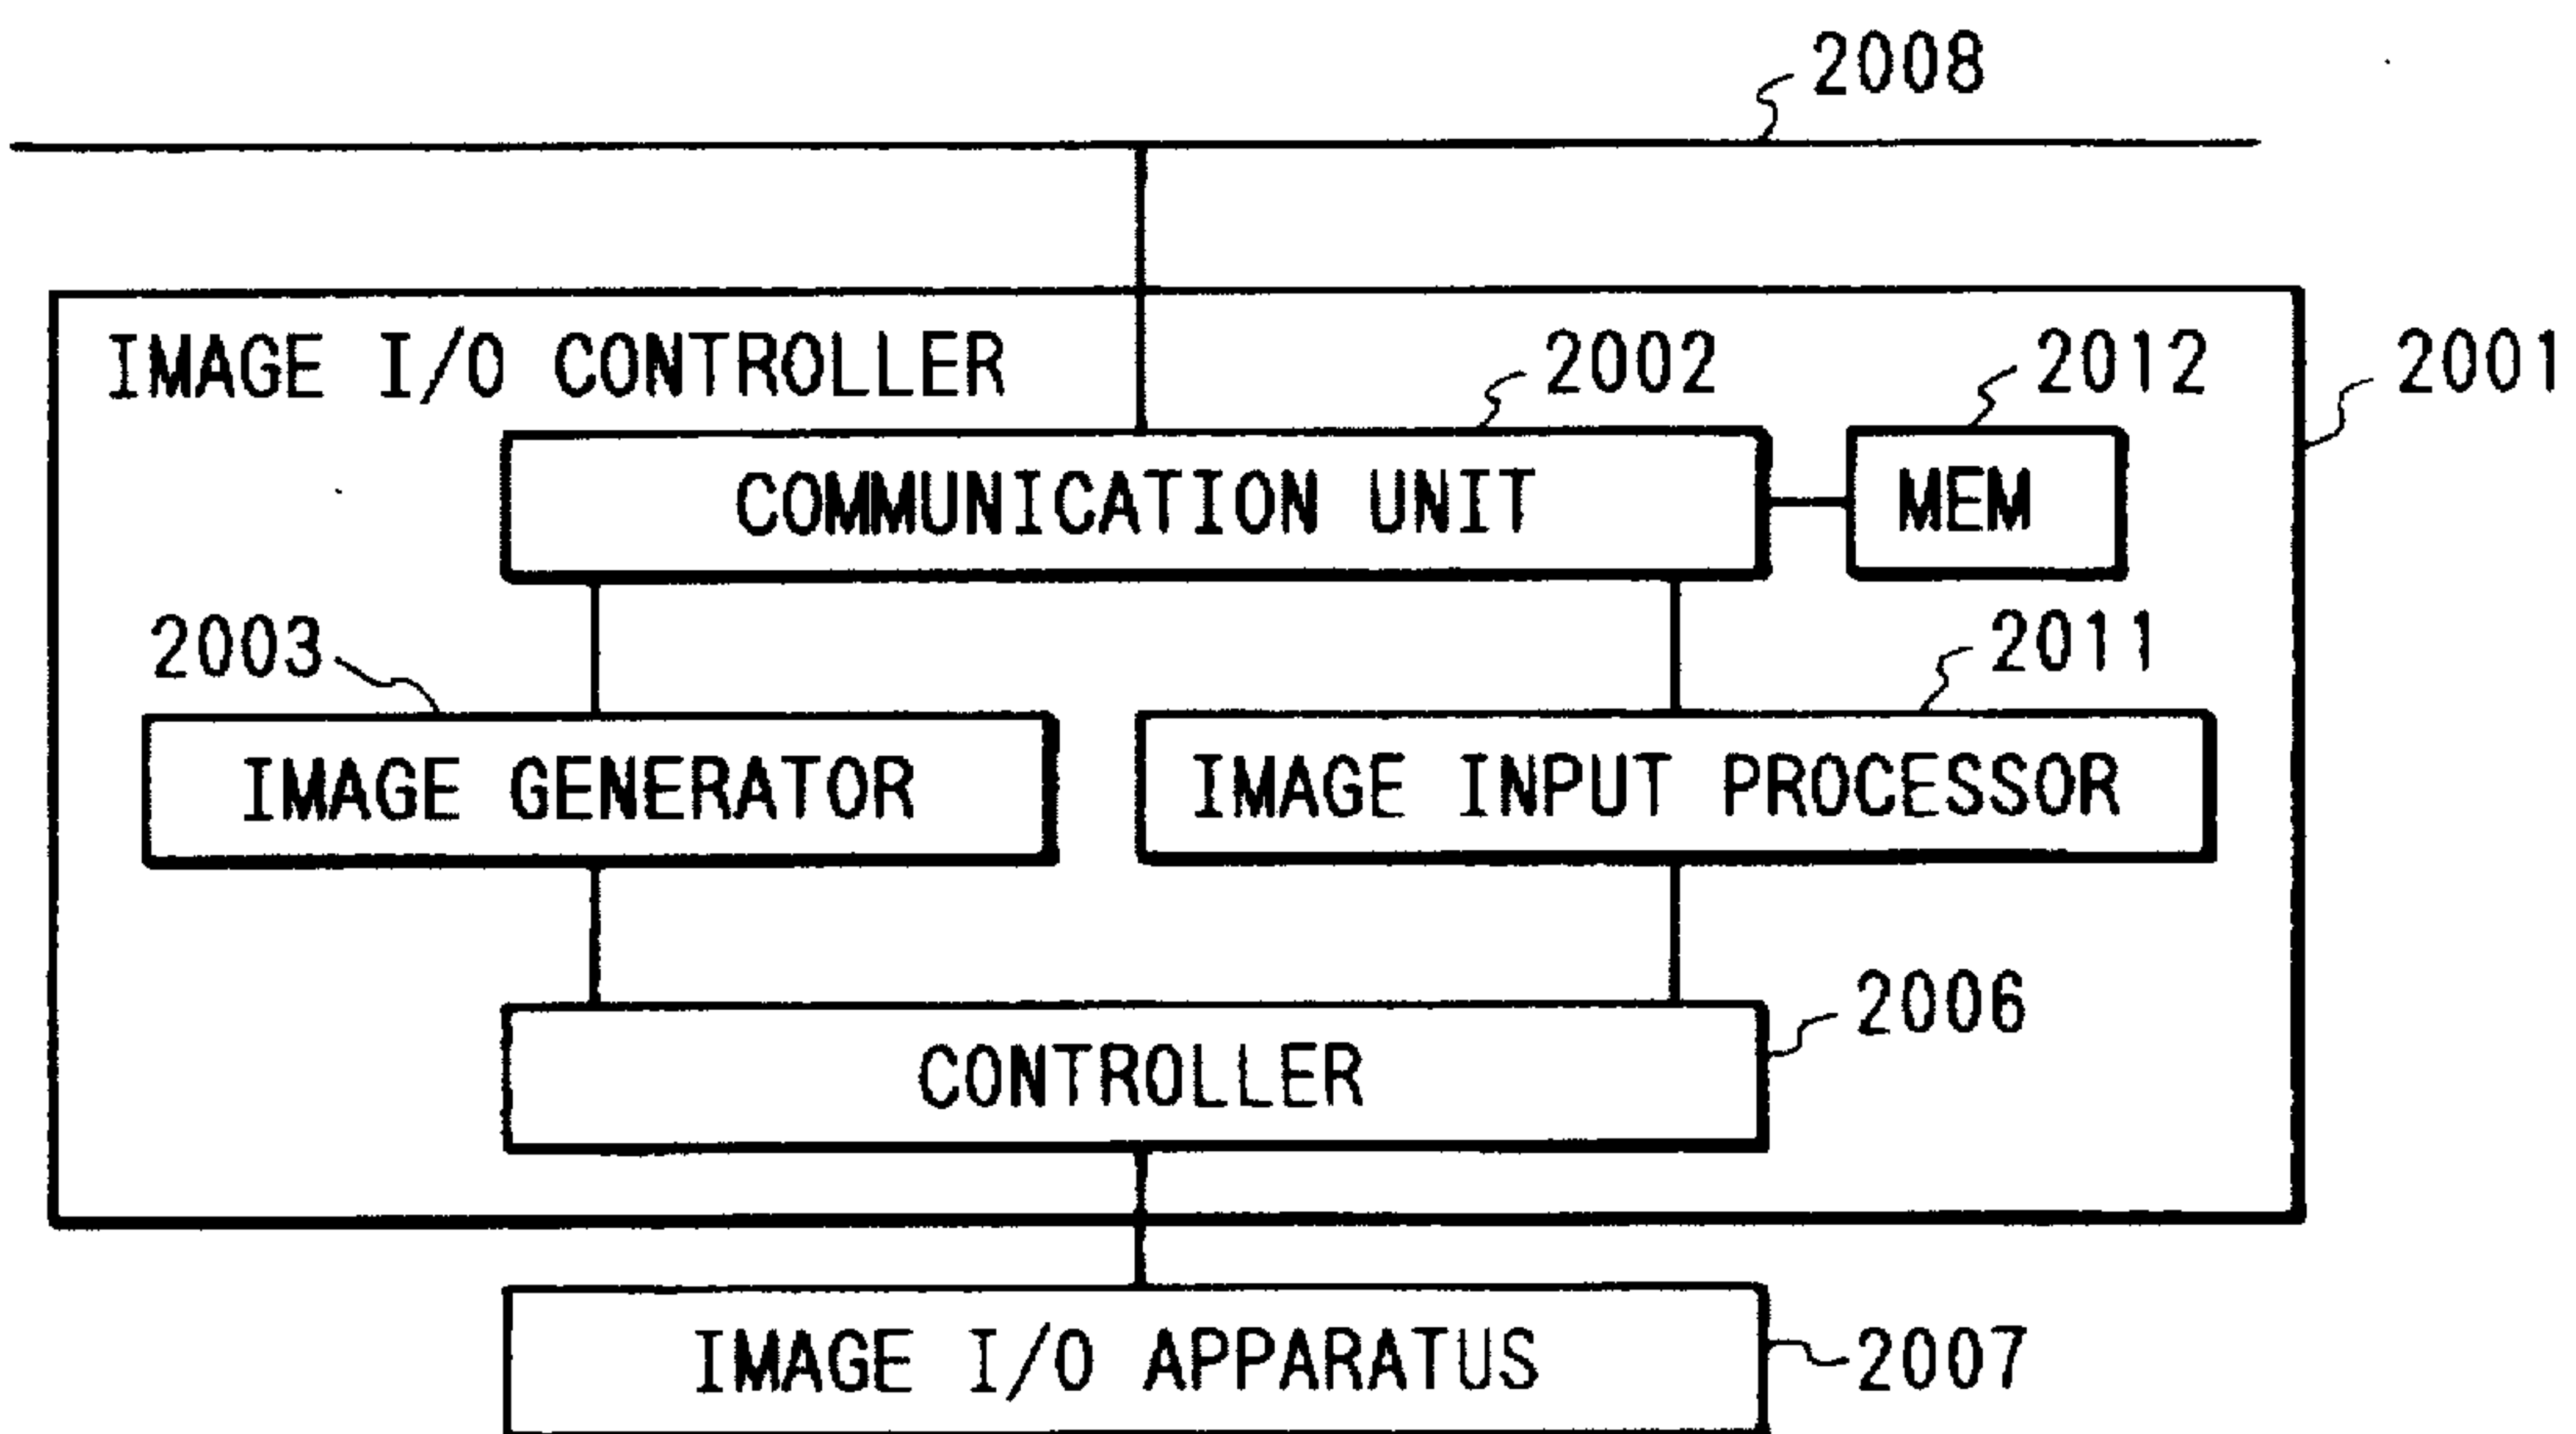 2008
IMAGE I/O CONTROLLER
2002
2012
2001
COMMUNICATION UNIT
MEM
2003
2011
IMAGE GENERATOR
IMAGE INPUT PROCESSOR
2006
CONTROLLER
IMAGE I/O APPARATUS
2007